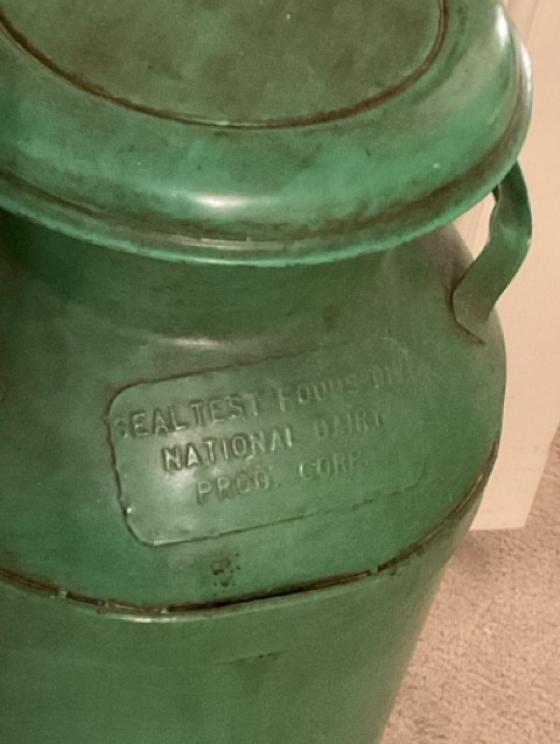 SEALTEST FOODS DIV.
NATIONAL DAIRY
PROD. CORP.